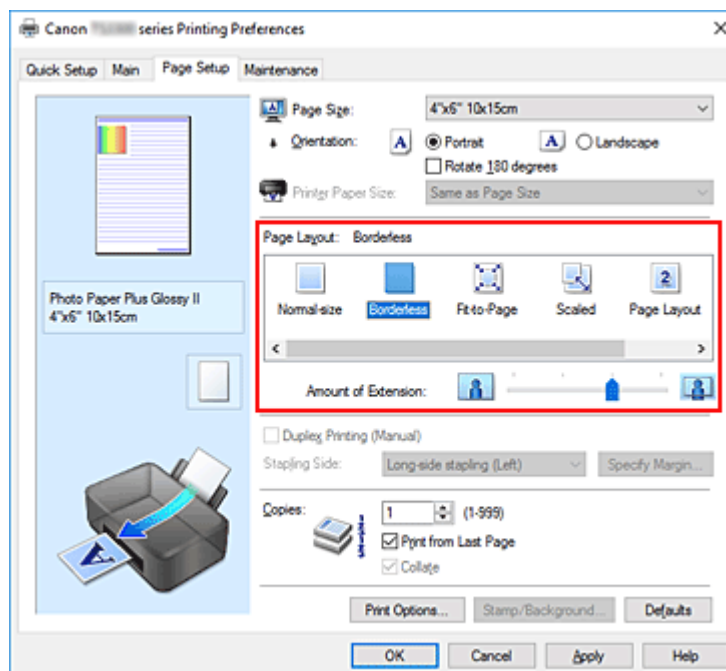 Canon series Printing Preferences
Quick Setup Main Page Setup Maintenance
Page Size: 4"x6" 10x15cm
Orientation: A Portrait A Landscape
Rotate 180 degrees
Printer Paper Size: Same as Page Size
Page Layout: Borderless
2
Normal-size Borderless Fit-to-Page Scaled Page Layout
Amount of Extension:
Photo Paper Plus Glossy II
4"x6" 10x15cm
Duplex Printing (Manual)
Stapling Side: Long-side stapling (Left) Specify Margin...
Copies: 1 (1-999)
Print from Last Page
Collate
A
Print Options... Stamp/Background... Defaults
OK Cancel Apply Help